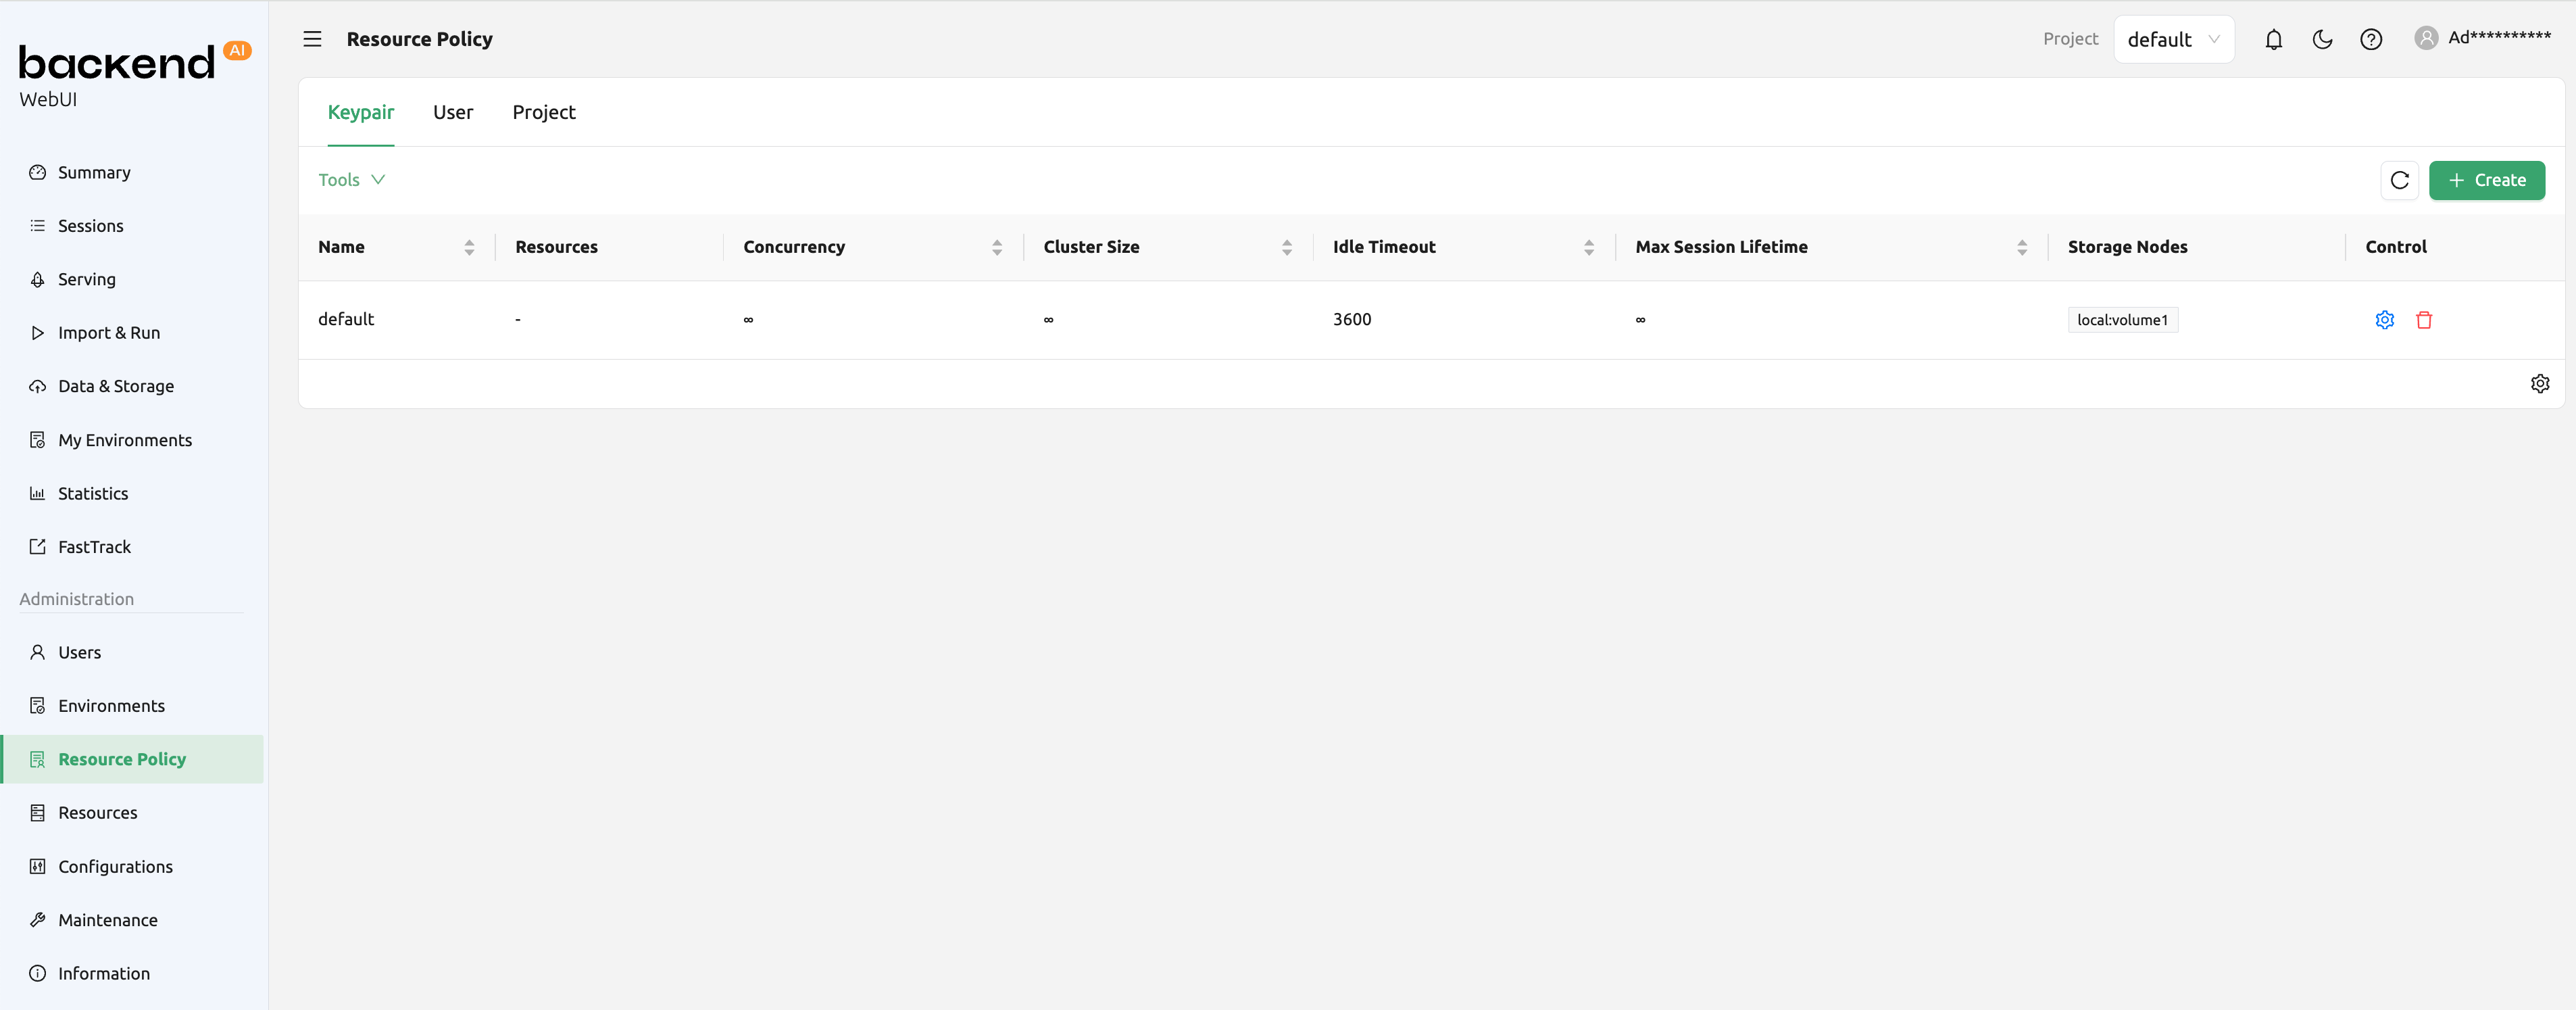 backend AI
WebUI
Summary
Sessions
Serving
Import & Run
Data & Storage
My Environments
Statistics
FastTrack
Administration
Users
Environments
Resource Policy
Resources
Configurations
Maintenance
Information
Resource Policy
Project default Ad**********
Keypair User Project
Tools
Create
Name Resources Concurrency Cluster Size Idle Timeout Max Session Lifetime Storage Nodes Control
default - ∞ ∞ 3600 ∞ local:volume1